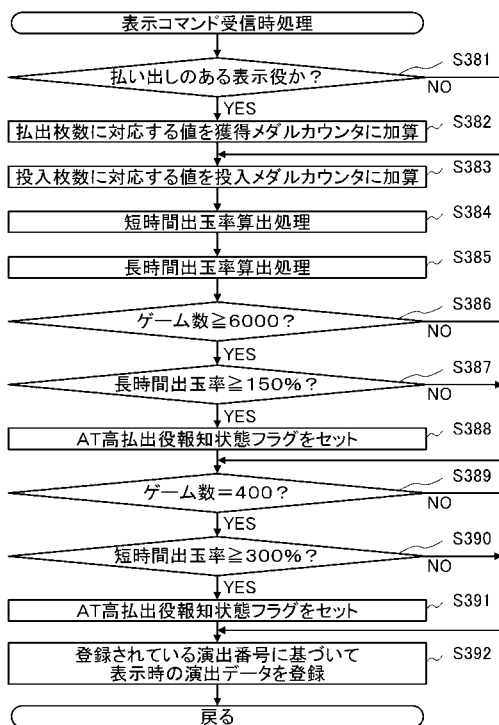 表示コマンド受信時処理
S381
払い出しのある表示役か?
NO
YES
払出枚数に対応する値を獲得メダルカウンタに加算
S382
投入枚数に対応する値を投入メダルカウンタに加算
S383
短時間出玉率算出処理
S384
長時間出玉率算出処理
S385
ゲーム数≧6000?
S386
NO
YES
長時間出玉率≧150%?
S387
NO
YES
AT高払出役報知状態フラグをセット
S388
ゲーム数=400?
S389
NO
YES
短時間出玉率≧300%?
S390
NO
YES
AT高払出役報知状態フラグをセット
S391
登録されている演出番号に基づいて
表示時の演出データを登録
S392
戻る